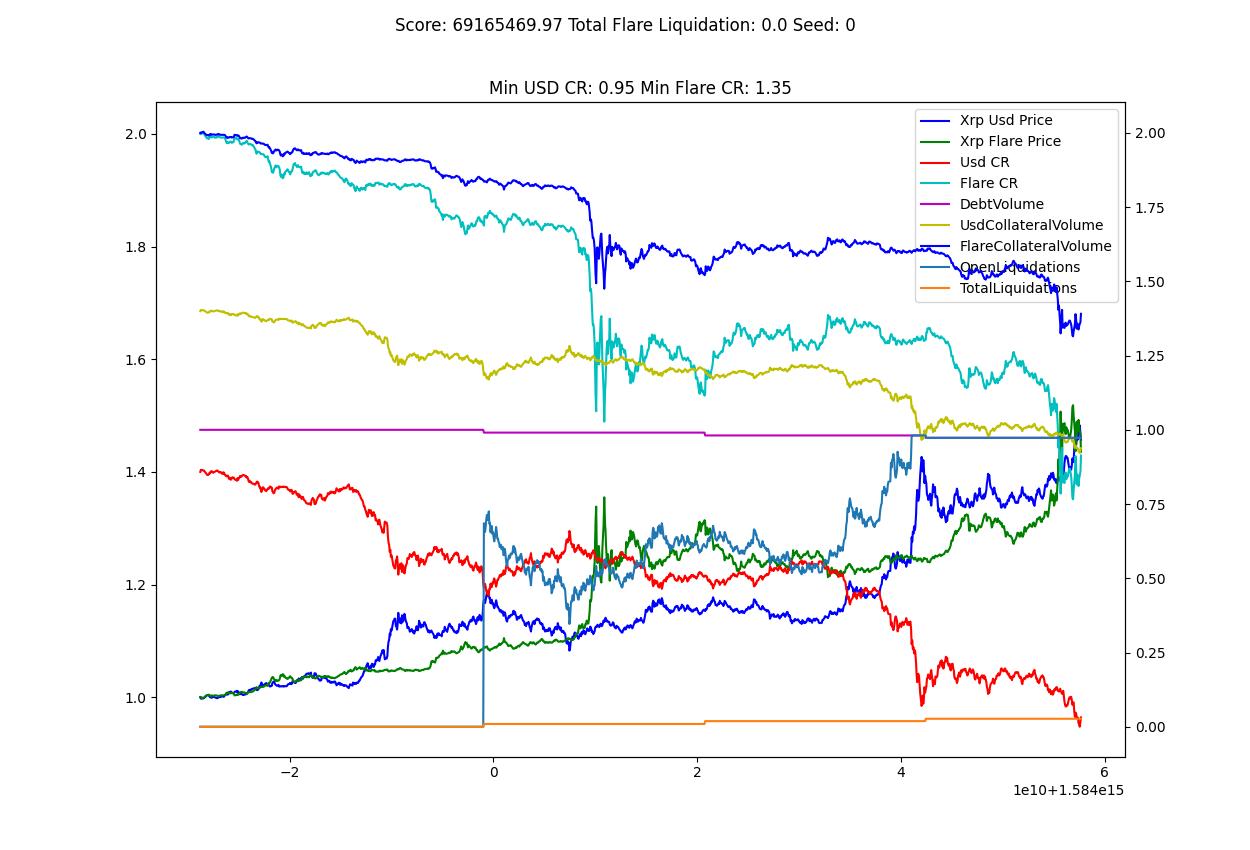 Score: 69165469.97 Total Flare Liquidation: 0.0 Seed: 0
Min USD CR: 0.95 Min Flare CR: 1.35
Xrp Usd Price
Xrp Flare Price
Usd CR
Flare CR
DebtVolume
UsdCollateralVolume
FlareCollateralVolume
OpenLiquidations
TotalLiquidations
2.0
1.8
1.6
1.4
1.2
1.0
2.00
1.75
1.50
1.25
1.00
0.75
0.50
0.25
0.00
−2
0
2
4
6
1e10+1.584e15